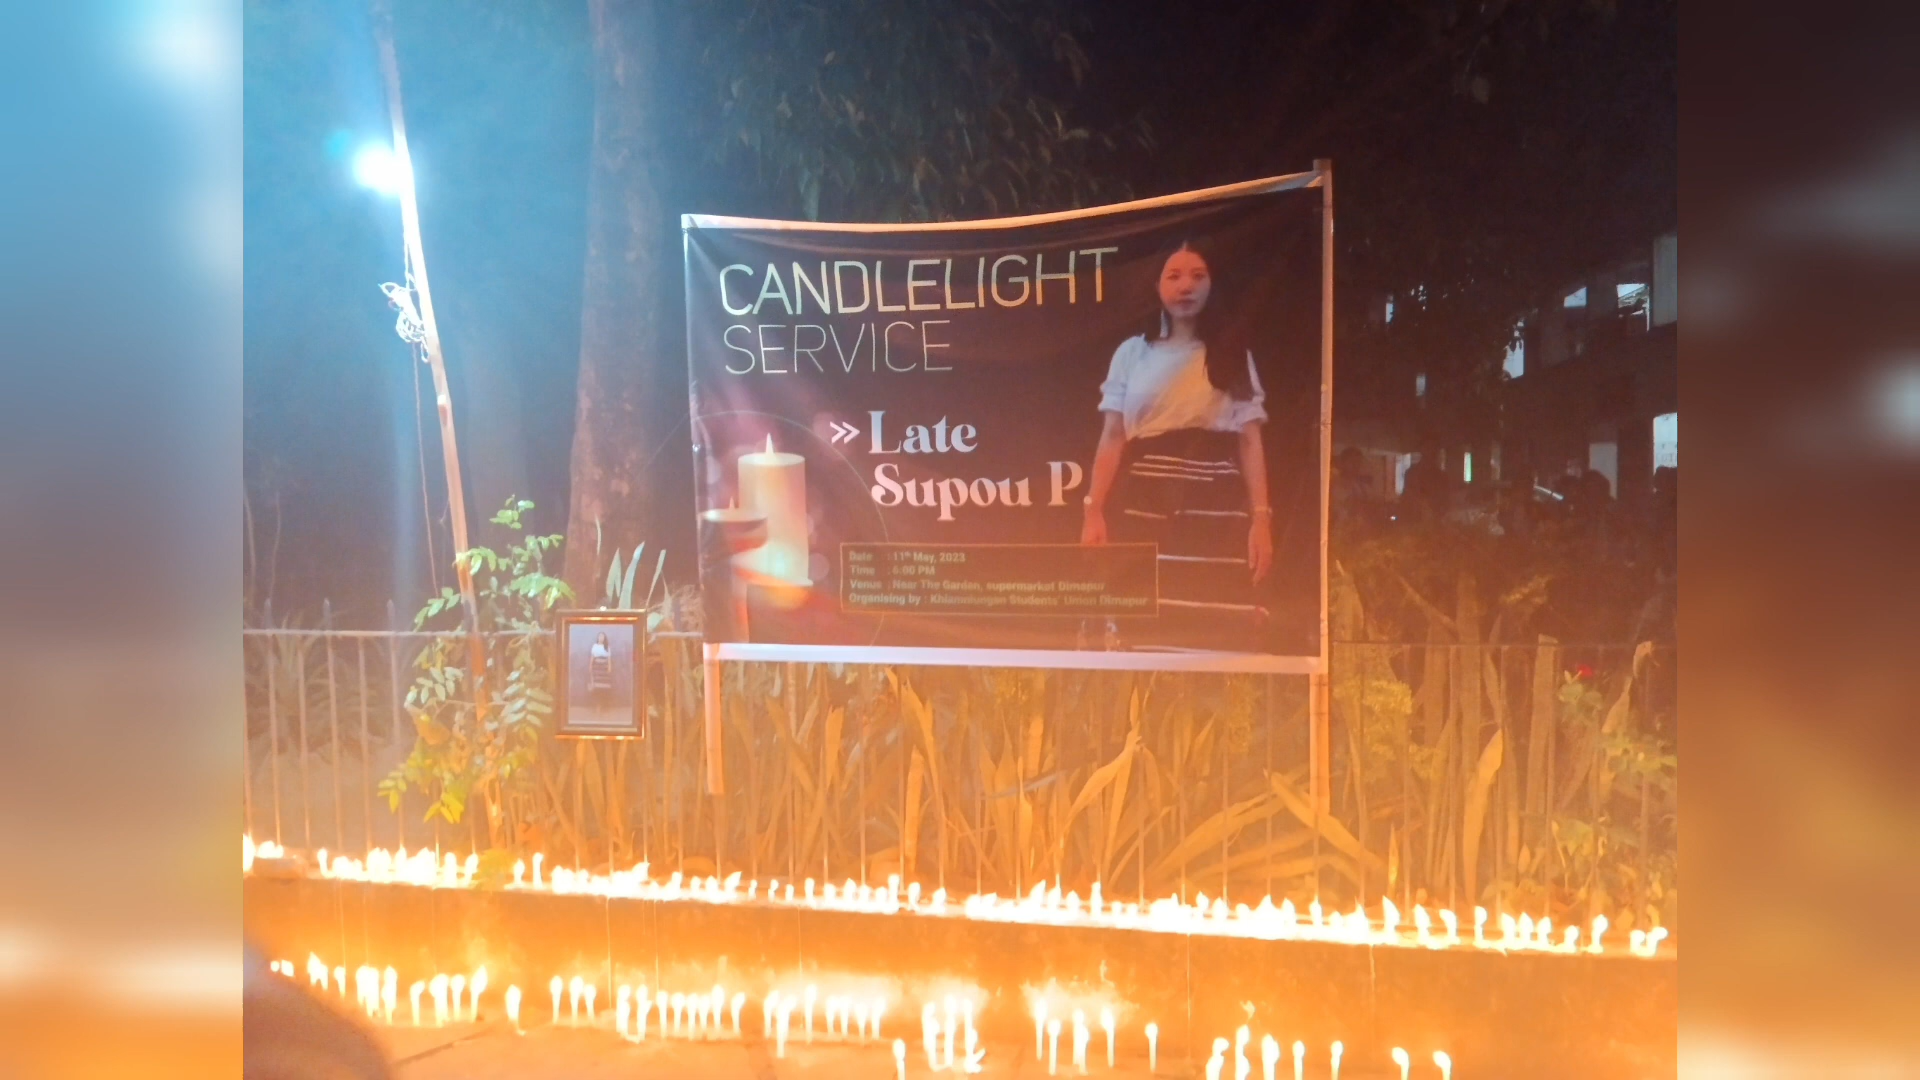 CANDLELIGHT
SERVICE
» Late
Supou P.
Date : 11th May, 2023
Time : 6:00 PM
Venue : Near The Garden, supermarket Dimapur
Organising by : Khiamniungan Students' Union Dimapur